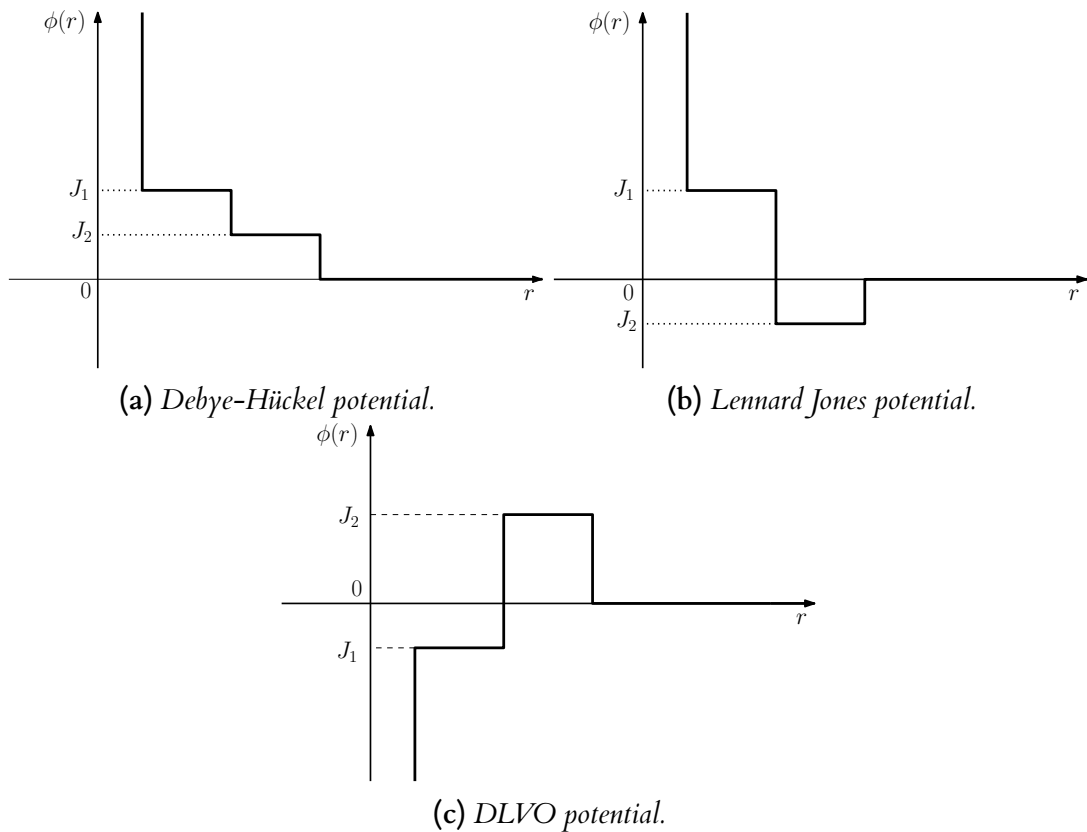 ϕ(r)
J₁
J₂
0
r
(a) Debye-Hückel potential.
ϕ(r)
J₁
0
J₂
r
(b) Lennard Jones potential.
ϕ(r)
J₂
0
J₁
r
(c) DLVO potential.